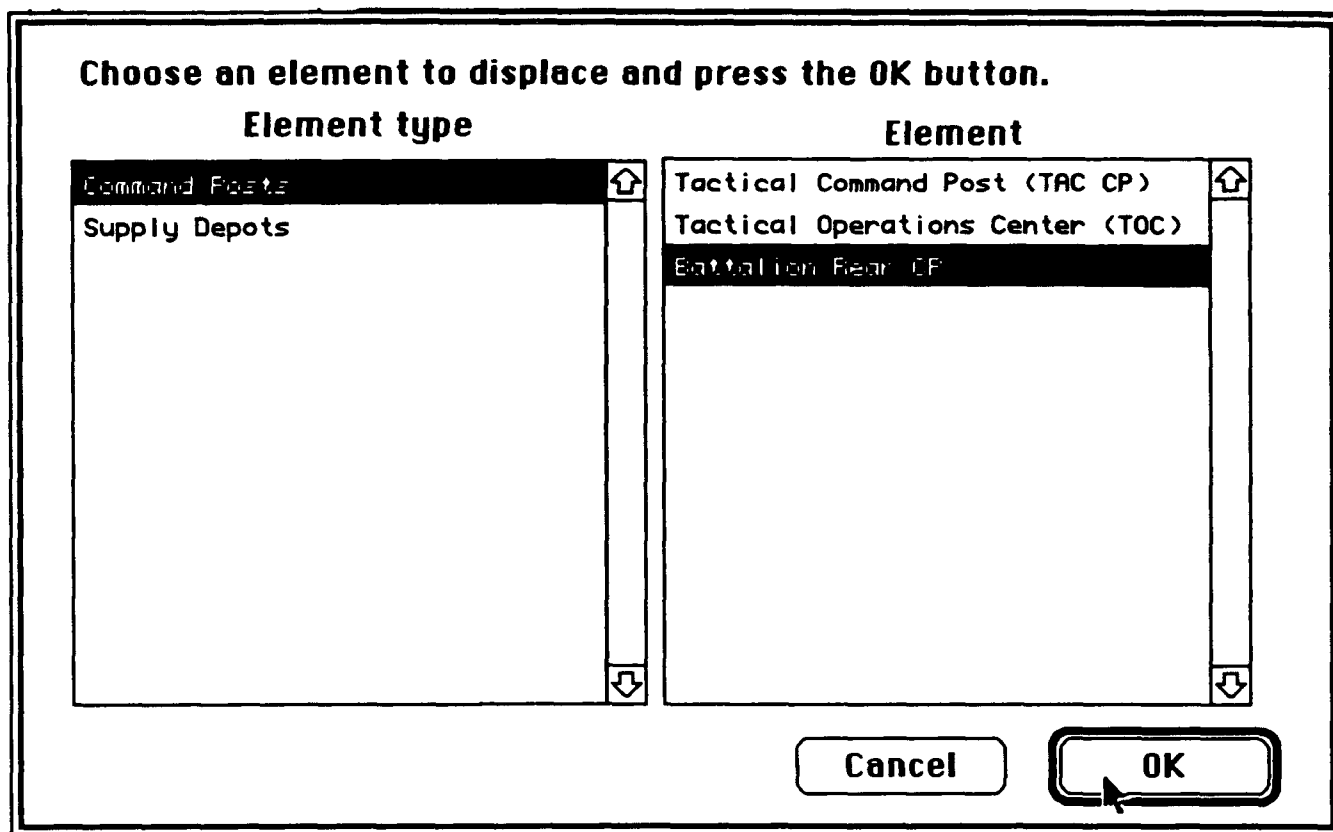 Choose an element to displace and press the OK button.
Element type
Element
Command Posts
Supply Depots
Tactical Command Post (TAC CP)
Tactical Operations Center (TOC)
Battalion Rear CP
Cancel
OK